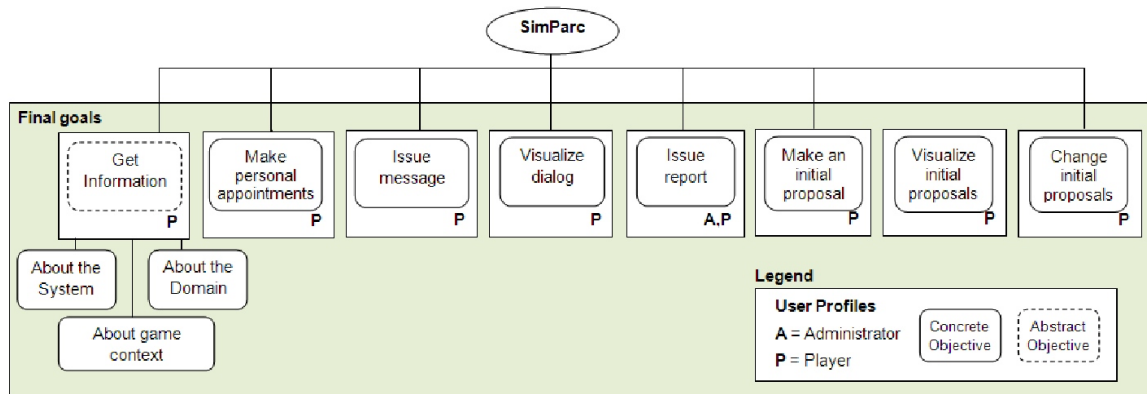 SimParc
Final goals
Get
Information
P
Make
personal
appointments
P
Issue
message
P
Visualize
dialog
P
Issue
report
A,P
Make an
initial
proposal
P
Visualize
initial
proposals
P
Change
initial
proposals
P
About the
System
About the
Domain
About game
context
Legend
User Profiles
A = Administrator
P = Player
Concrete
Objective
Abstract
Objective